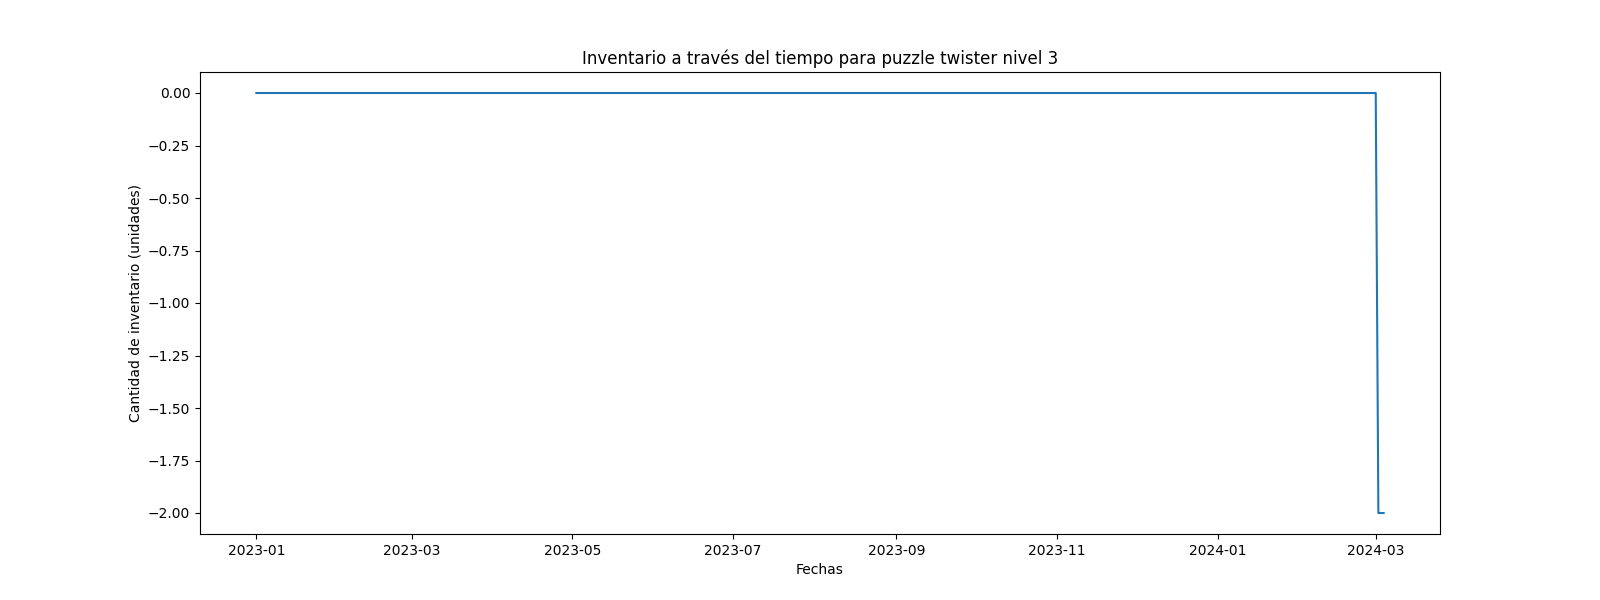 Inventario a través del tiempo para puzzle twister nivel 3
Cantidad de inventario (unidades)
0.00
−0.25
−0.50
−0.75
−1.00
−1.25
−1.50
−1.75
−2.00
2023-01 2023-03 2023-05 2023-07 2023-09 2023-11 2024-01 2024-03
Fechas